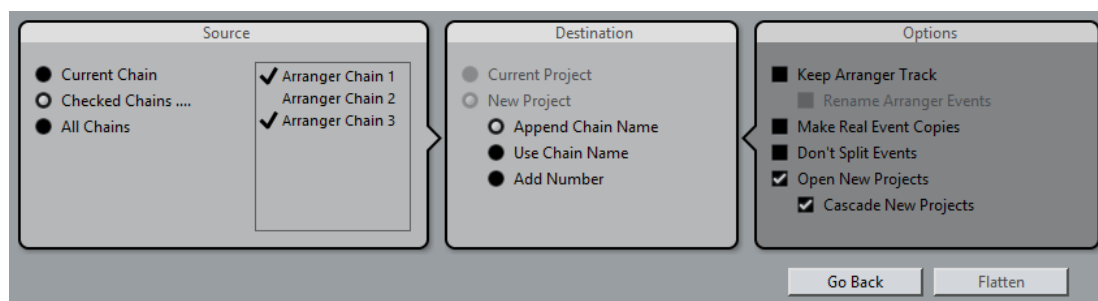 Source
Current Chain
Checked Chains ....
All Chains
Arranger Chain 1
Arranger Chain 2
Arranger Chain 3
Destination
Current Project
New Project
Append Chain Name
Use Chain Name
Add Number
Options
Keep Arranger Track
Rename Arranger Events
Make Real Event Copies
Don't Split Events
Open New Projects
Cascade New Projects
Go Back
Flatten